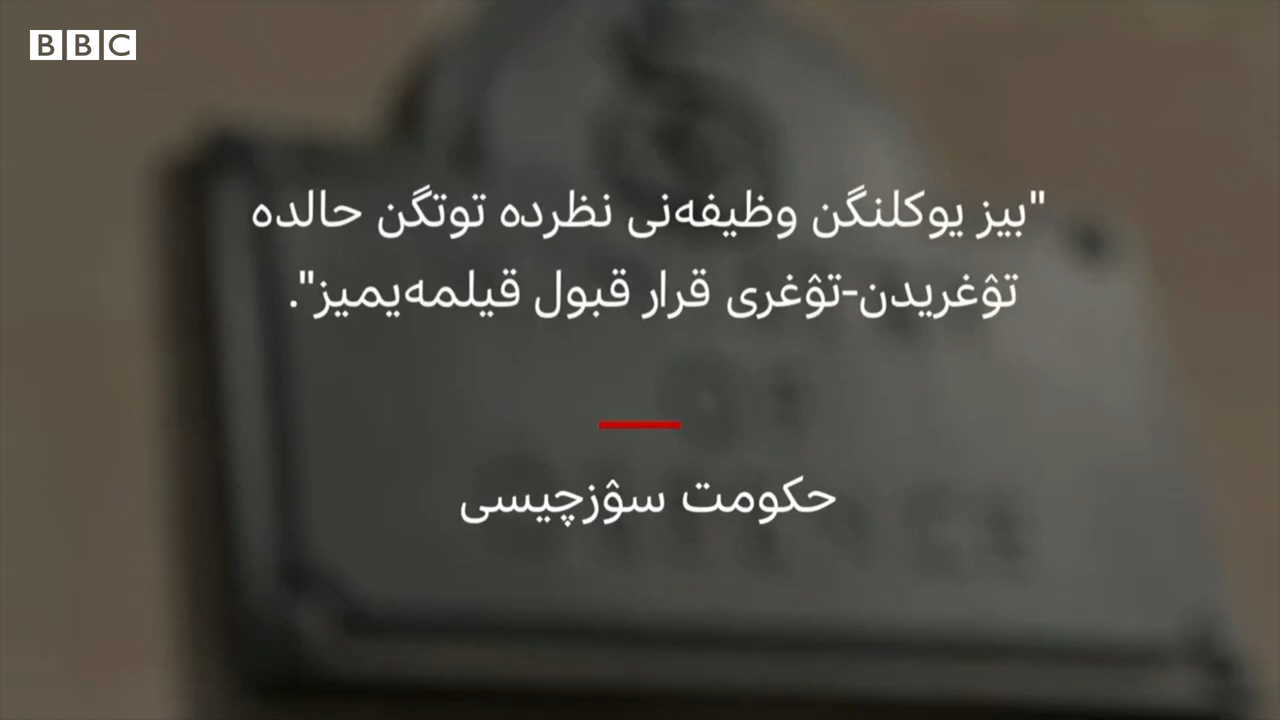 BBC
"بیز یوکلنگن وظیفه‌نی نظرده توتگن حالده
تۉغریدن-تۉغری قرار قبول قیلمه‌یمیز".
حکومت سۉزچیسی